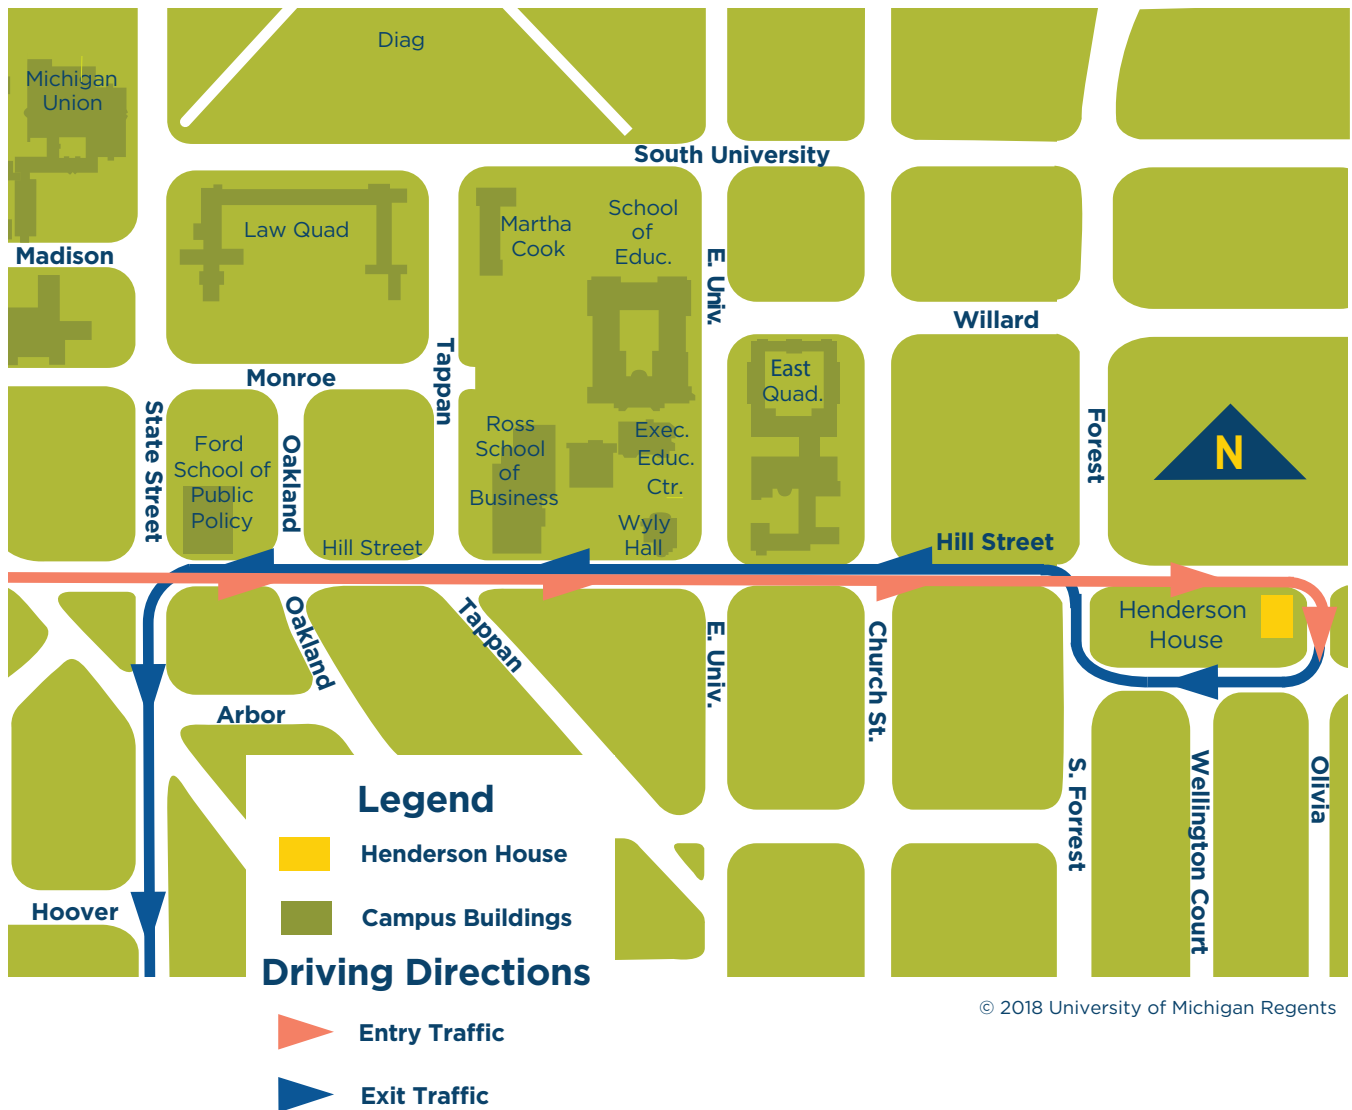 Diag
Michigan
Union
South University
Law Quad
Martha
Cook
School
of
Educ.
Madison
E. Univ.
Willard
Tappan
Monroe
East
Quad.
State Street
Ford
School of
Public
Policy
Oakland
Ross
School
of
Business
Exec.
Educ.
Ctr.
Forest
N
Wyly
Hall
Hill Street
Hill Street
Henderson
House
Oakland
Tappan
E. Univ.
Church St.
Arbor
S. Forrest
Wellington Court
Olivia
Legend
Henderson House
Hoover
Campus Buildings
Driving Directions
© 2018 University of Michigan Regents
Entry Traffic
Exit Traffic